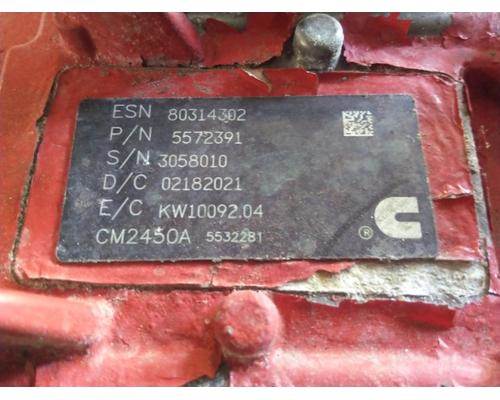 ESN 80314302
P/N 5572391
S/N 3058010
D/C 02182021
E/C KW10092.04
CM2450A 5532281
C ®